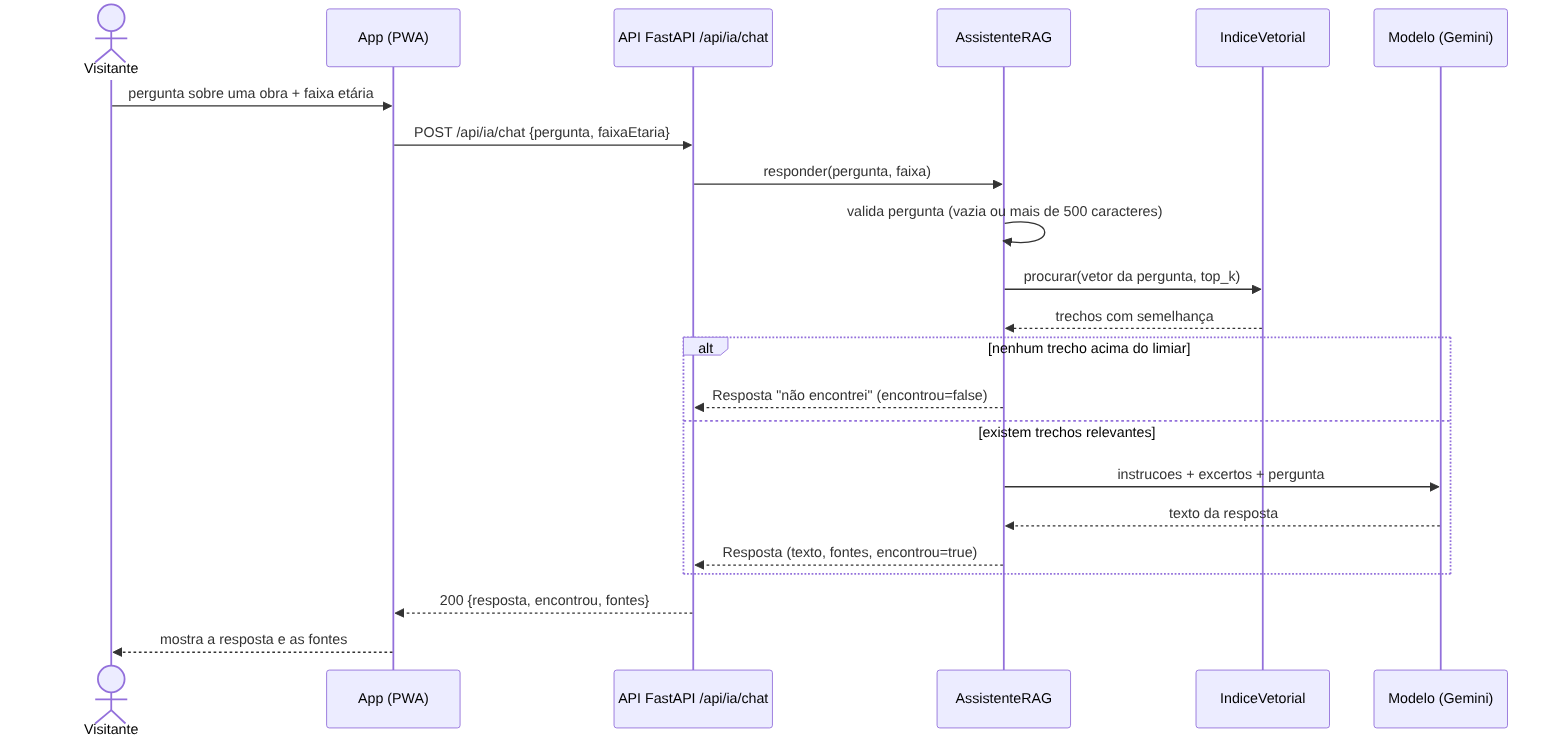 Visitante
App (PWA)
API FastAPI /api/ia/chat
AssistenteRAG
IndiceVetorial
Modelo (Gemini)
pergunta sobre uma obra + faixa etária
POST /api/ia/chat {pergunta, faixaEtaria}
responder(pergunta, faixa)
valida pergunta (vazia ou mais de 500 caracteres)
procurar(vetor da pergunta, top_k)
trechos com semelhança
alt
[nenhum trecho acima do limiar]
Resposta "não encontrei" (encontrou=false)
[existem trechos relevantes]
instrucoes + excertos + pergunta
texto da resposta
Resposta (texto, fontes, encontrou=true)
200 {resposta, encontrou, fontes}
mostra a resposta e as fontes
Visitante
App (PWA)
API FastAPI /api/ia/chat
AssistenteRAG
IndiceVetorial
Modelo (Gemini)